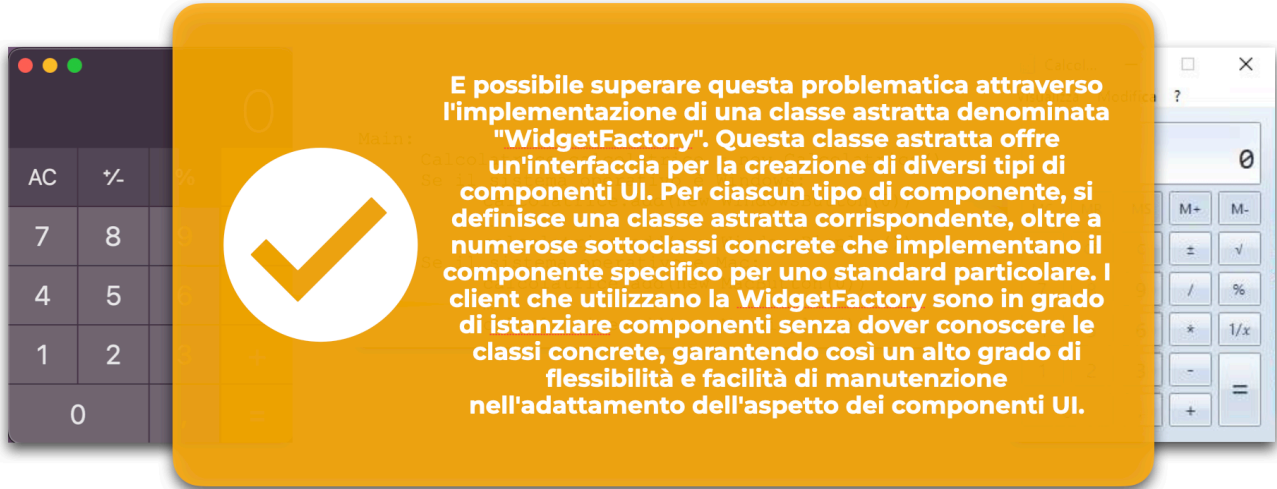 E possibile superare questa problematica attraverso
l'implementazione di una classe astratta denominata
"WidgetFactory". Questa classe astratta offre
un'interfaccia per la creazione di diversi tipi di
componenti UI. Per ciascun tipo di componente, si
definisce una classe astratta corrispondente, oltre a
numerose sottoclassi concrete che implementano il
componente specifico per uno standard particolare. I
client che utilizzano la WidgetFactory sono in grado
di istanziare componenti senza dover conoscere le
classi concrete, garantendo così un alto grado di
flessibilità e facilità di manutenzione
nell'adattamento dell'aspetto dei componenti UI.
0
AC ⁺∕₋ %
7 8 9
4 5 6
1 2 3
0
?
0
M+ M-
± √
/ %
* 1/x
- =
+